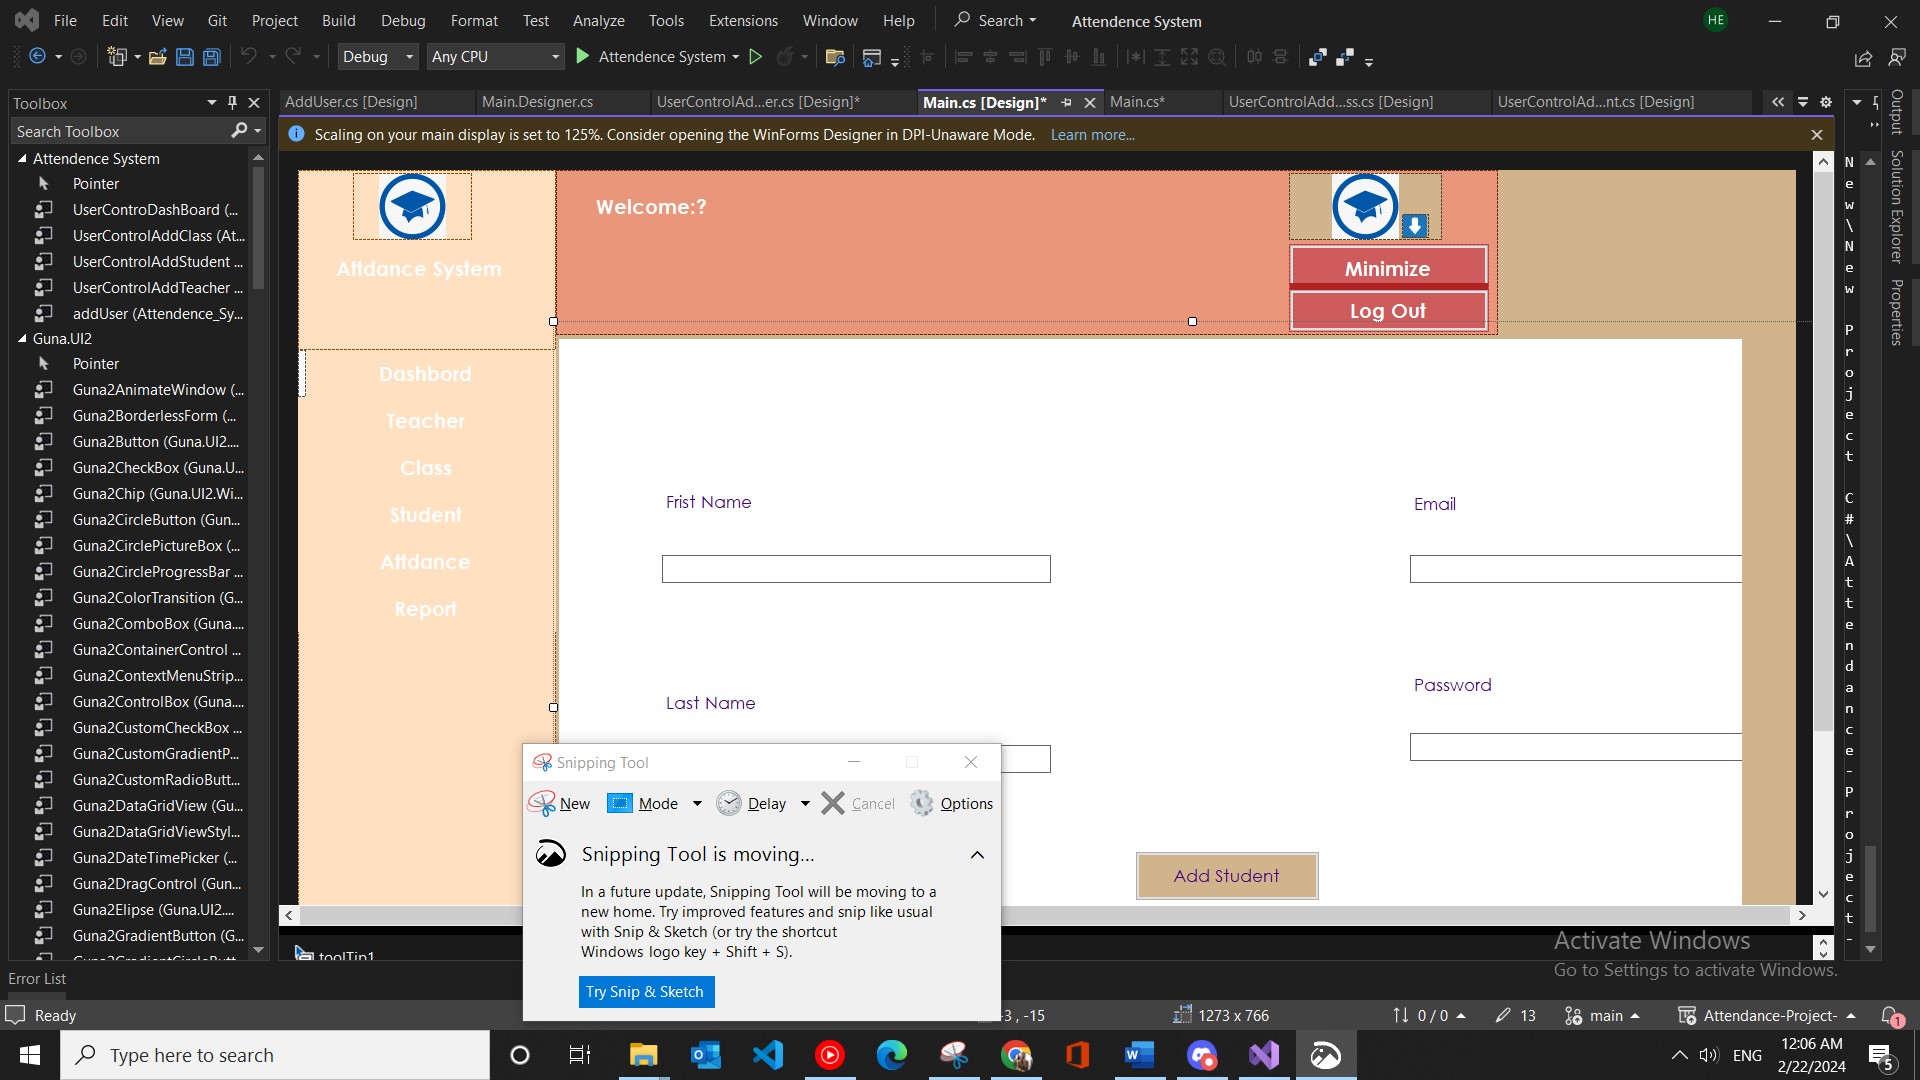 File Edit View Git Project Build Debug Format Test Analyze Tools Extensions Window Help Search Attendence System HE
Debug Any CPU Attendence System
Toolbox
Search Toolbox
Attendence System
Pointer
UserControDashBoard (...
UserControlAddClass (At...
UserControlAddStudent ...
UserControlAddTeacher ...
addUser (Attendence_Sy...
Guna.UI2
Pointer
Guna2AnimateWindow (...
Guna2BorderlessForm (...
Guna2Button (Guna.UI2....
Guna2CheckBox (Guna.U...
Guna2Chip (Guna.UI2.Wi...
Guna2CircleButton (Gun...
Guna2CirclePictureBox (...
Guna2CircleProgressBar ...
Guna2ColorTransition (G...
Guna2ComboBox (Guna....
Guna2ContainerControl ...
Guna2ContextMenuStrip...
Guna2ControlBox (Guna....
Guna2CustomCheckBox ...
Guna2CustomGradientP...
Guna2CustomRadioButt...
Guna2DataGridView (Gu...
Guna2DataGridViewStyl...
Guna2DateTimePicker (...
Guna2DragControl (Gun...
Guna2Elipse (Guna.UI2....
Guna2GradientButton (G...
AddUser.cs [Design] Main.Designer.cs UserControlAd...er.cs [Design]* Main.cs [Design]* Main.cs* UserControlAdd...ss.cs [Design] UserControlAd...nt.cs [Design]
Scaling on your main display is set to 125%. Consider opening the WinForms Designer in DPI-Unaware Mode. Learn more...
Welcome:?
Attdance System
Minimize
Log Out
Dashbord
Teacher
Class
Student
Attdance
Report
Frist Name
Email
Last Name
Password
Add Student
toolTip1
Snipping Tool
New Mode Delay Cancel Options
Snipping Tool is moving...
In a future update, Snipping Tool will be moving to a
new home. Try improved features and snip like usual
with Snip & Sketch (or try the shortcut
Windows logo key + Shift + S).
Try Snip & Sketch
Output
Solution Explorer
Properties
New\New Project C#\Attendance-Project-
Activate Windows
Go to Settings to activate Windows.
Error List
Ready -3 , -15 1273 x 766 0 / 0 13 main Attendance-Project- 1
Type here to search ENG 12:06 AM
2/22/2024 5